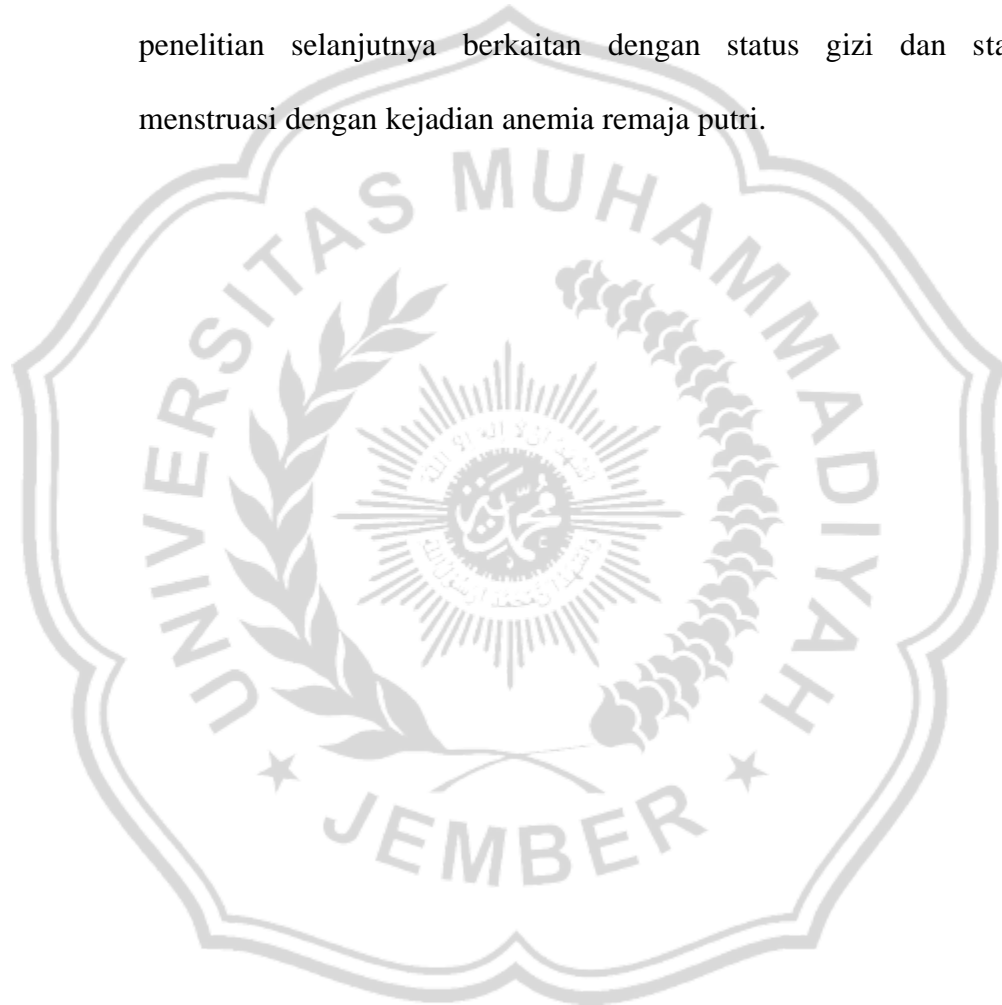 penelitian selanjutnya berkaitan dengan status gizi dan sta
menstruasi dengan kejadian anemia remaja putri.
UNIVERSITAS MUHAMMADIYAH
JEMBER